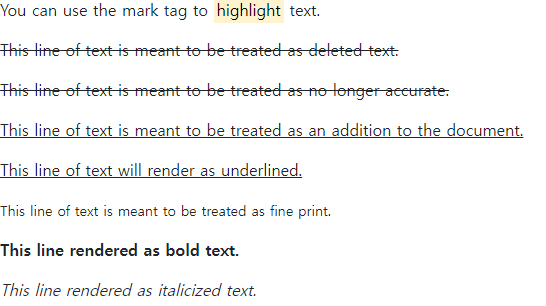 You can use the mark tag to highlight text.
This line of text is meant to be treated as deleted text.
This line of text is meant to be treated as no longer accurate.
This line of text is meant to be treated as an addition to the document.
This line of text will render as underlined.
This line of text is meant to be treated as fine print.
This line rendered as bold text.
This line rendered as italicized text.